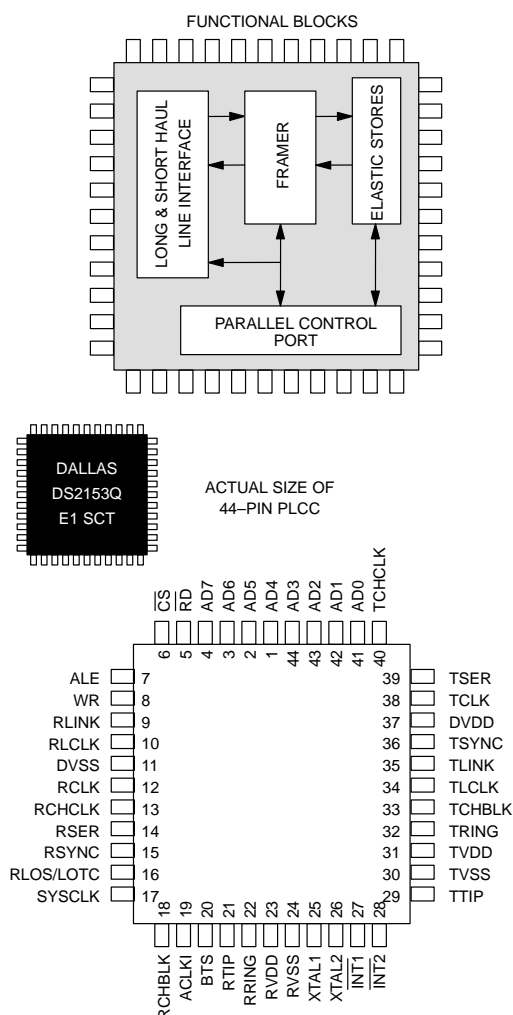 FUNCTIONAL BLOCKS
LONG & SHORT HAUL
LINE INTERFACE
FRAMER
ELASTIC STORES
PARALLEL CONTROL
PORT
DALLAS
DS2153Q
E1 SCT
ACTUAL SIZE OF
44–PIN PLCC
CS RD AD7 AD6 AD5 AD4 AD3 AD2 AD1 AD0 TCHCLK
6 5 4 3 2 1 44 43 42 41 40
ALE 7 39 TSER
WR 8 38 TCLK
RLINK 9 37 DVDD
RLCLK 10 36 TSYNC
DVSS 11 35 TLINK
RCLK 12 34 TLCLK
RCHCLK 13 33 TCHBLK
RSER 14 32 TRING
RSYNC 15 31 TVDD
RLOS/LOTC 16 30 TVSS
SYSCLK 17 29 TTIP
18 19 20 21 22 23 24 25 26 27 28
RCHBLK ACLKI BTS RTIP RRING RVDD RVSS XTAL1 XTAL2 INT1 INT2